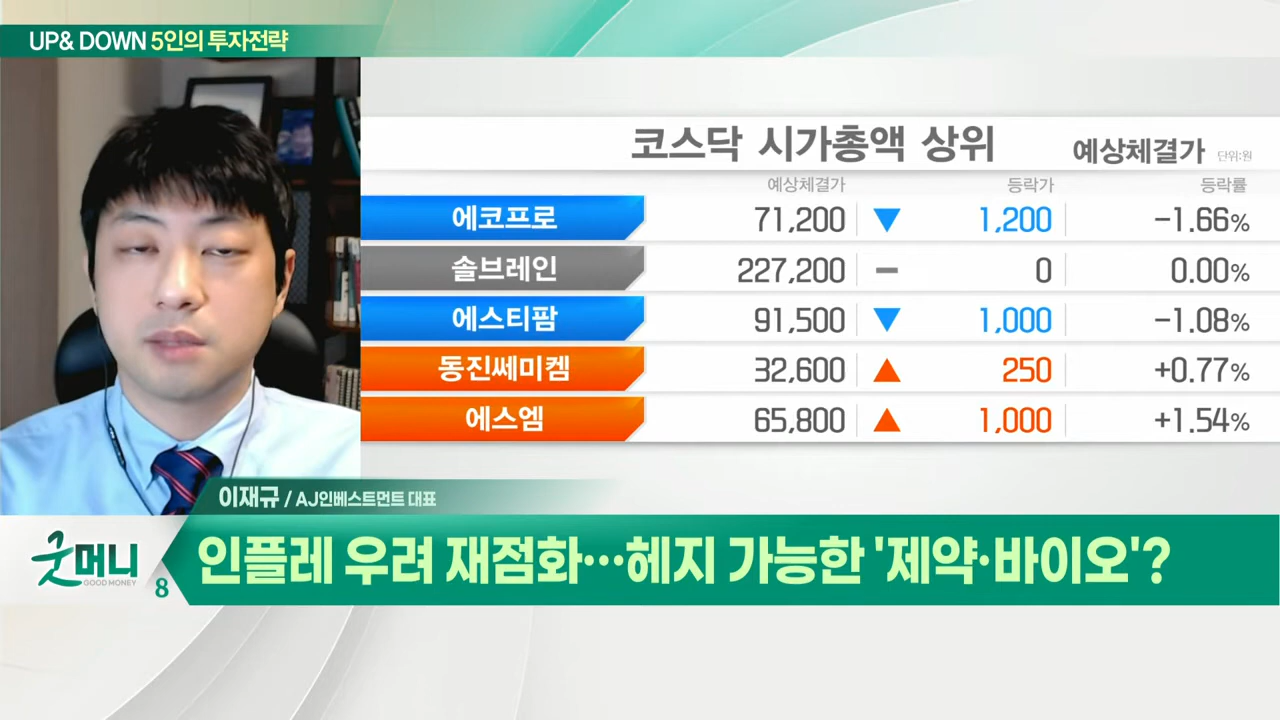 UP& DOWN 5인의 투자전략
코스닥 시가총액 상위 예상체결가 단위:원
예상체결가 등락가 등락률
에코프로 71,200 ▼ 1,200 -1.66%
솔브레인 227,200 - 0 0.00%
에스티팜 91,500 ▼ 1,000 -1.08%
동진쎄미켐 32,600 ▲ 250 +0.77%
에스엠 65,800 ▲ 1,000 +1.54%
이재규 / AJ인베스트먼트 대표
굿머니
GOOD MONEY
8
인플레 우려 재점화…헤지 가능한 '제약·바이오'?